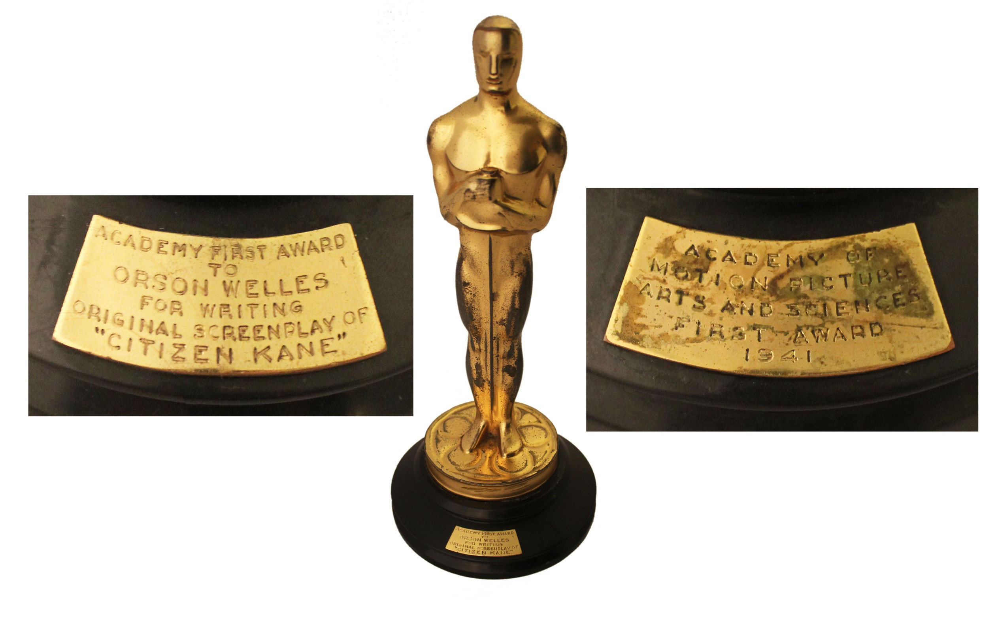 ACADEMY FIRST AWARD
TO
ORSON WELLES
FOR WRITING
ORIGINAL SCREENPLAY OF
"CITIZEN KANE"
ACADEMY FIRST AWARD
TO
ORSON WELLES
FOR WRITING
ORIGINAL SCREENPLAY OF
"CITIZEN KANE"
ACADEMY OF
MOTION PICTURE
ARTS AND SCIENCES
FIRST AWARD
1941